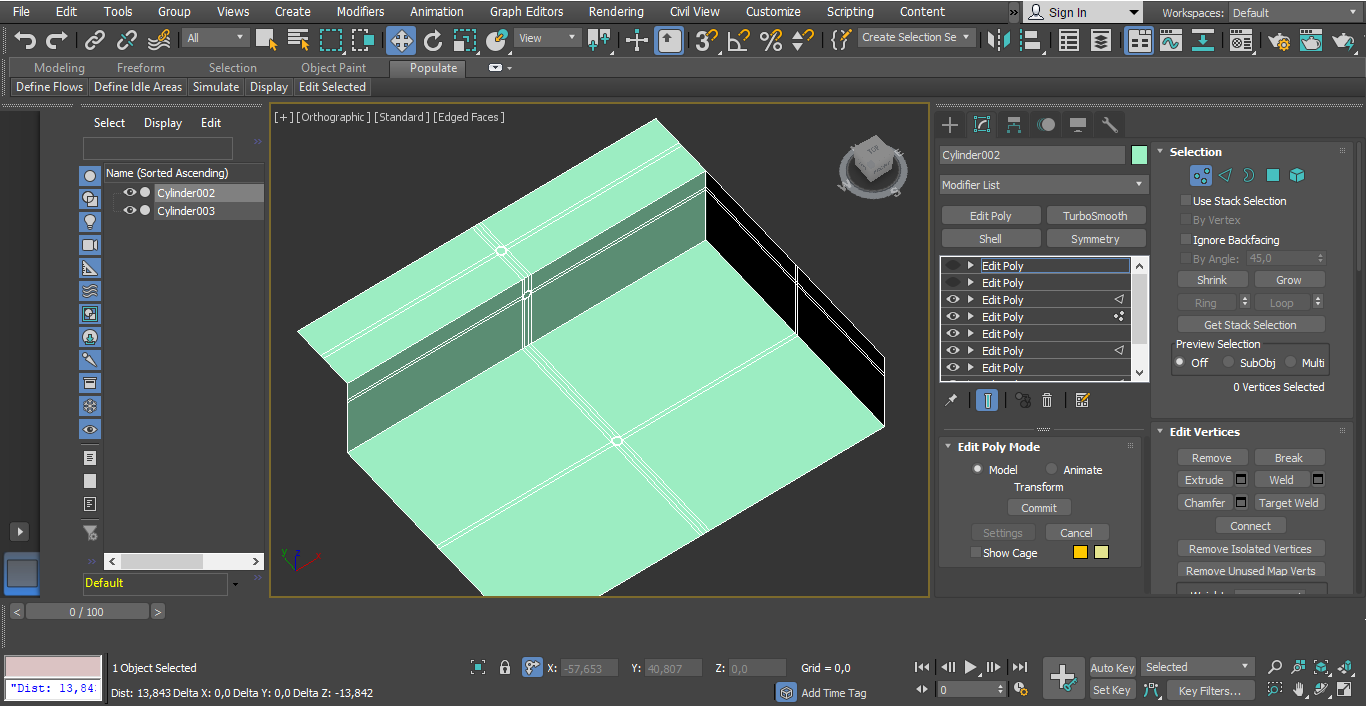 File Edit Tools Group Views Create Modifiers Animation Graph Editors Rendering Civil View Customize Scripting Content » Sign In Workspaces: Default
All View Create Selection Se
Modeling Freeform Selection Object Paint Populate
Define Flows Define Idle Areas Simulate Display Edit Selected
Select Display Edit
Name (Sorted Ascending)
Cylinder002
Cylinder003
Default
[+] [Orthographic] [Standard] [Edged Faces]
TOP
W S
y z
Cylinder002
Modifier List
Edit Poly TurboSmooth
Shell Symmetry
Edit Poly
Edit Poly
Edit Poly
Edit Poly
Edit Poly
Edit Poly
Edit Poly
Edit Poly Mode
Model Animate
Transform
Commit
Settings Cancel
Show Cage
Selection
Use Stack Selection
By Vertex
Ignore Backfacing
By Angle: 45,0
Shrink Grow
Ring Loop
Get Stack Selection
Preview Selection
Off SubObj Multi
0 Vertices Selected
Edit Vertices
Remove Break
Extrude Weld
Chamfer Target Weld
Connect
Remove Isolated Vertices
Remove Unused Map Verts
< 0 / 100 >
1 Object Selected X: -57,653 Y: 40,807 Z: 0,0 Grid = 0,0 Auto Key Selected
"Dist: 13,84 Dist: 13,843 Delta X: 0,0 Delta Y: 0,0 Delta Z: -13,842 Add Time Tag 0 Set Key Key Filters...